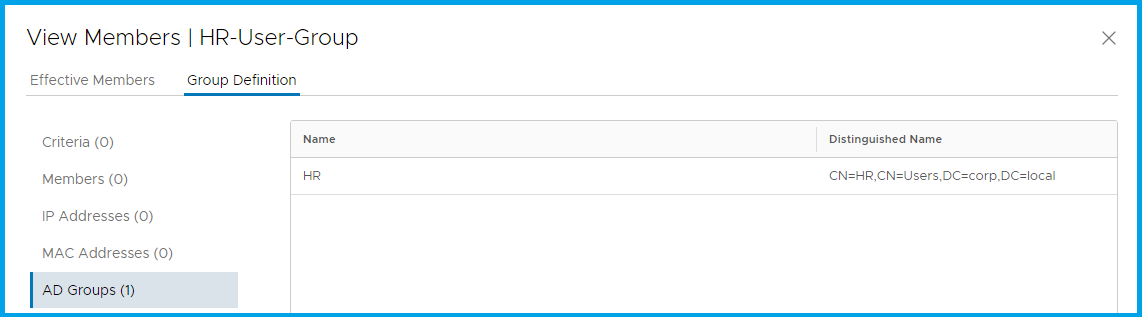 View Members | HR-User-Group
Effective Members Group Definition
Criteria (0)
Members (0)
IP Addresses (0)
MAC Addresses (0)
AD Groups (1)
Name Distinguished Name
HR CN=HR,CN=Users,DC=corp,DC=local